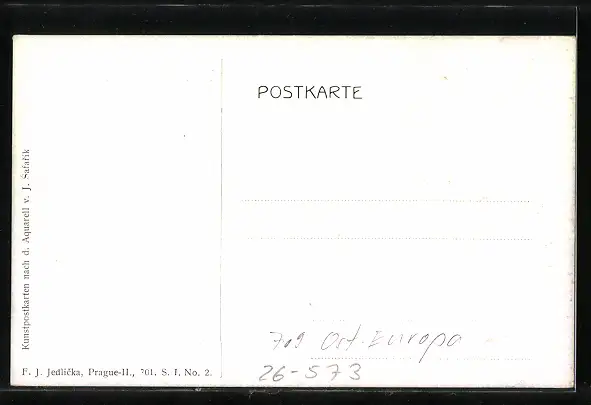 POSTKARTE
Kunstpostkarten nach d. Aquarell v. J. Šafařík
709 Ost-Europa
F. J. Jedlička, Prague-II., 701. S. I. No. 2.
26-573